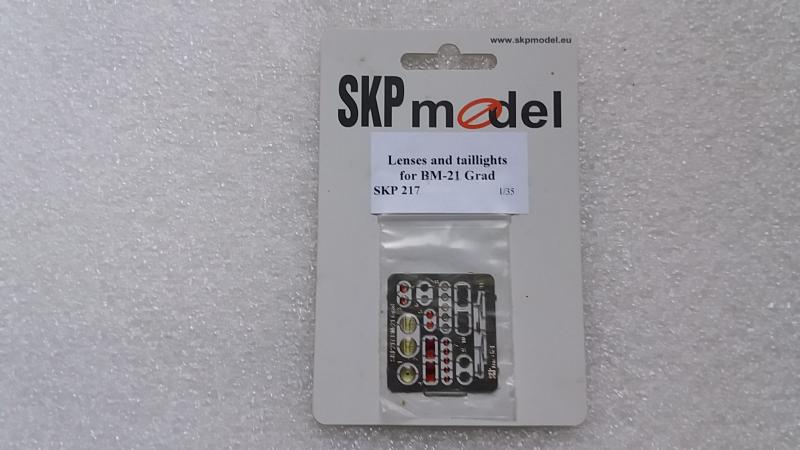 www.skpmodel.eu
SKP model
Lenses and taillights
for BM-21 Grad
SKP 217 1/35